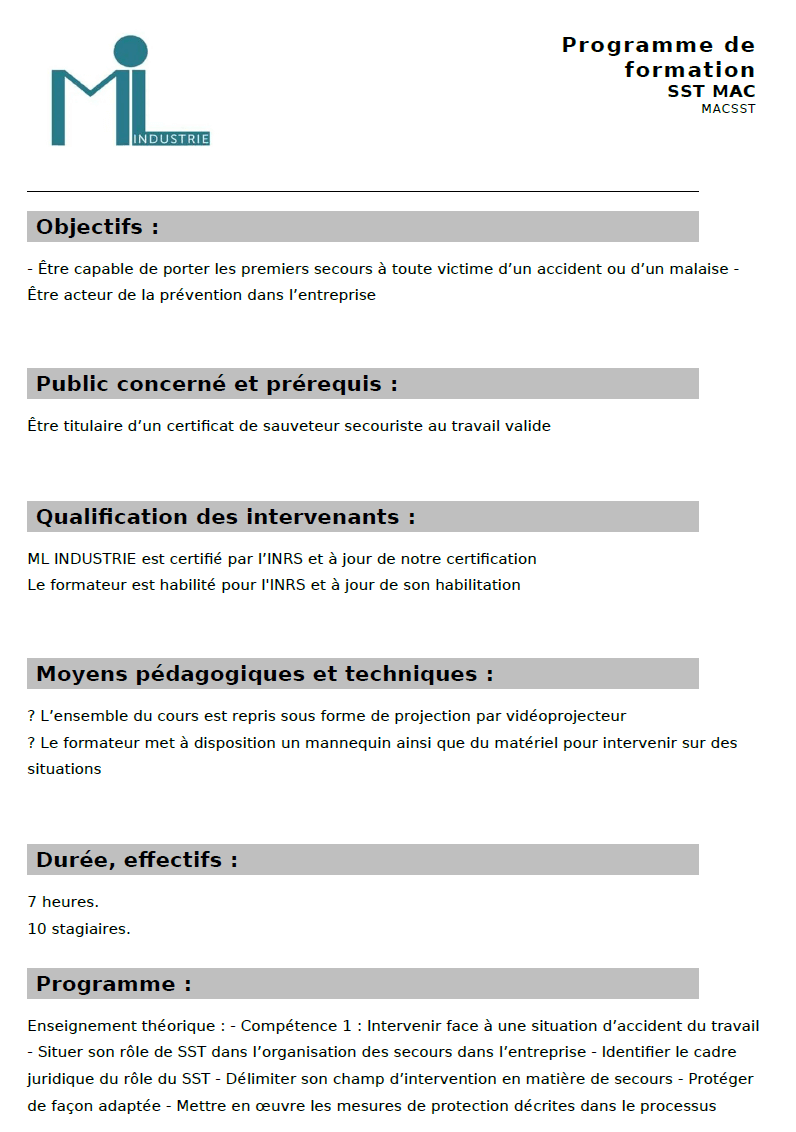 ML
INDUSTRIE
Programme de
formation
SST MAC
MACSST
Objectifs :
- Être capable de porter les premiers secours à toute victime d’un accident ou d’un malaise -
Être acteur de la prévention dans l’entreprise
Public concerné et prérequis :
Être titulaire d’un certificat de sauveteur secouriste au travail valide
Qualification des intervenants :
ML INDUSTRIE est certifié par l’INRS et à jour de notre certification
Le formateur est habilité pour l'INRS et à jour de son habilitation
Moyens pédagogiques et techniques :
? L’ensemble du cours est repris sous forme de projection par vidéoprojecteur
? Le formateur met à disposition un mannequin ainsi que du matériel pour intervenir sur des
situations
Durée, effectifs :
7 heures.
10 stagiaires.
Programme :
Enseignement théorique : - Compétence 1 : Intervenir face à une situation d’accident du travail
- Situer son rôle de SST dans l’organisation des secours dans l’entreprise - Identifier le cadre
juridique du rôle du SST - Délimiter son champ d’intervention en matière de secours - Protéger
de façon adaptée - Mettre en œuvre les mesures de protection décrites dans le processus